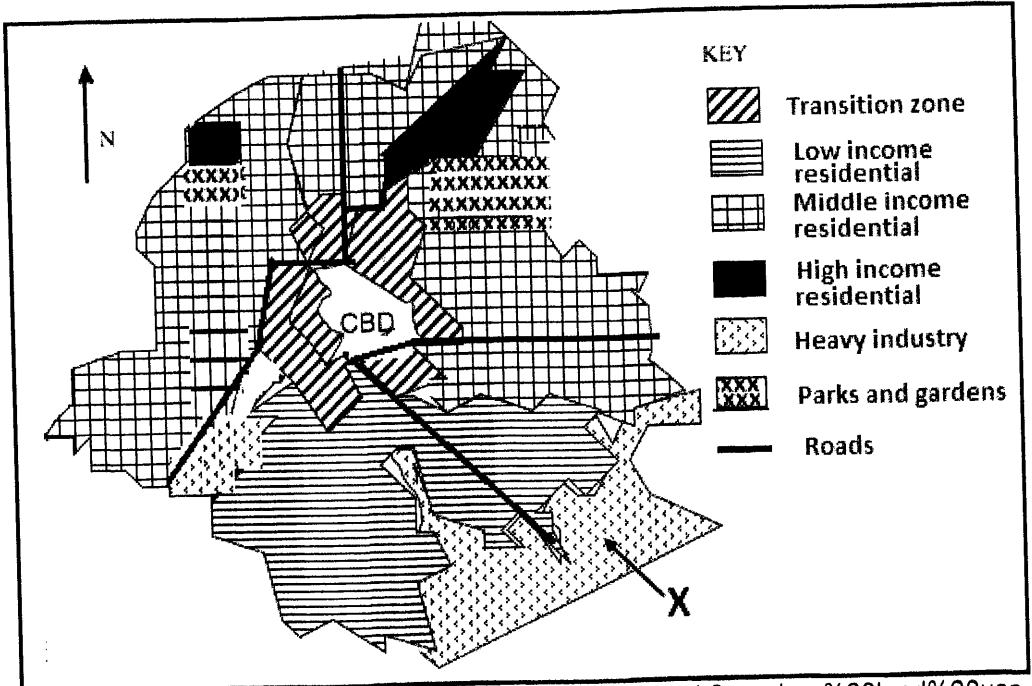 N
CBD
X
KEY
Transition zone
Low income
residential
Middle income
residential
High income
residential
Heavy industry
Parks and gardens
Roads